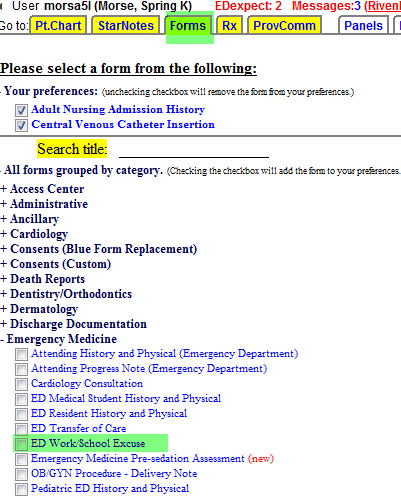 User morsa5l (Morse, Spring K) EDexpect: 2 Messages:3 (Rivenl
Go to: Pt.Chart StarNotes Forms Rx ProvComm Panels
Please select a form from the following:
- Your preferences: (unchecking checkbox will remove the form from your preferences.)
Adult Nursing Admission History
Central Venous Catheter Insertion
Search title:
- All forms grouped by category. (Checking the checkbox will add the form to your preferences.
+ Access Center
+ Administrative
+ Ancillary
+ Cardiology
+ Consents (Blue Form Replacement)
+ Consents (Custom)
+ Death Reports
+ Dentistry/Orthodontics
+ Dermatology
+ Discharge Documentation
- Emergency Medicine
Attending History and Physical (Emergency Department)
Attending Progress Note (Emergency Department)
Cardiology Consultation
ED Medical Student History and Physical
ED Resident History and Physical
ED Transfer of Care
ED Work/School Excuse
Emergency Medicine Pre-sedation Assessment (new)
OB/GYN Procedure - Delivery Note
Pediatric ED History and Physical